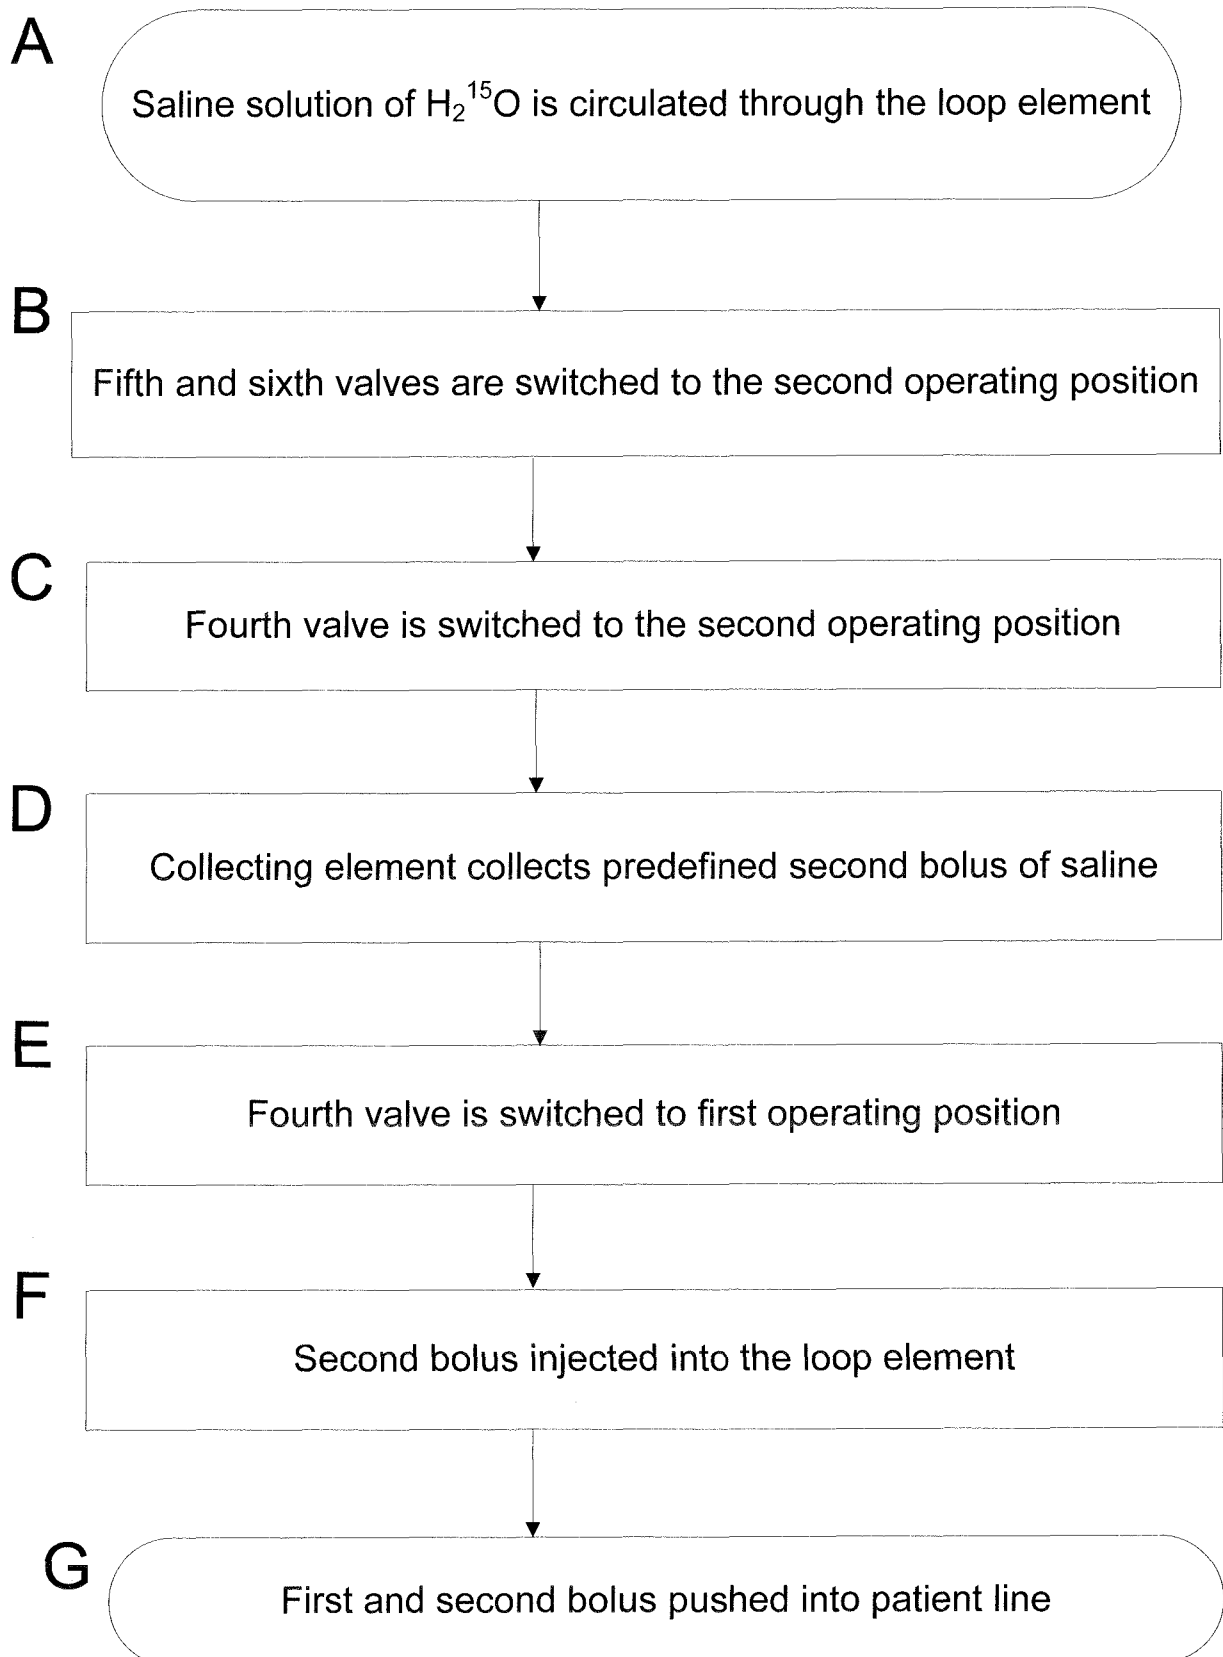 A
Saline solution of H₂¹⁵O is circulated through the loop element
B
Fifth and sixth valves are switched to the second operating position
C
Fourth valve is switched to the second operating position
D
Collecting element collects predefined second bolus of saline
E
Fourth valve is switched to first operating position
F
Second bolus injected into the loop element
G
First and second bolus pushed into patient line